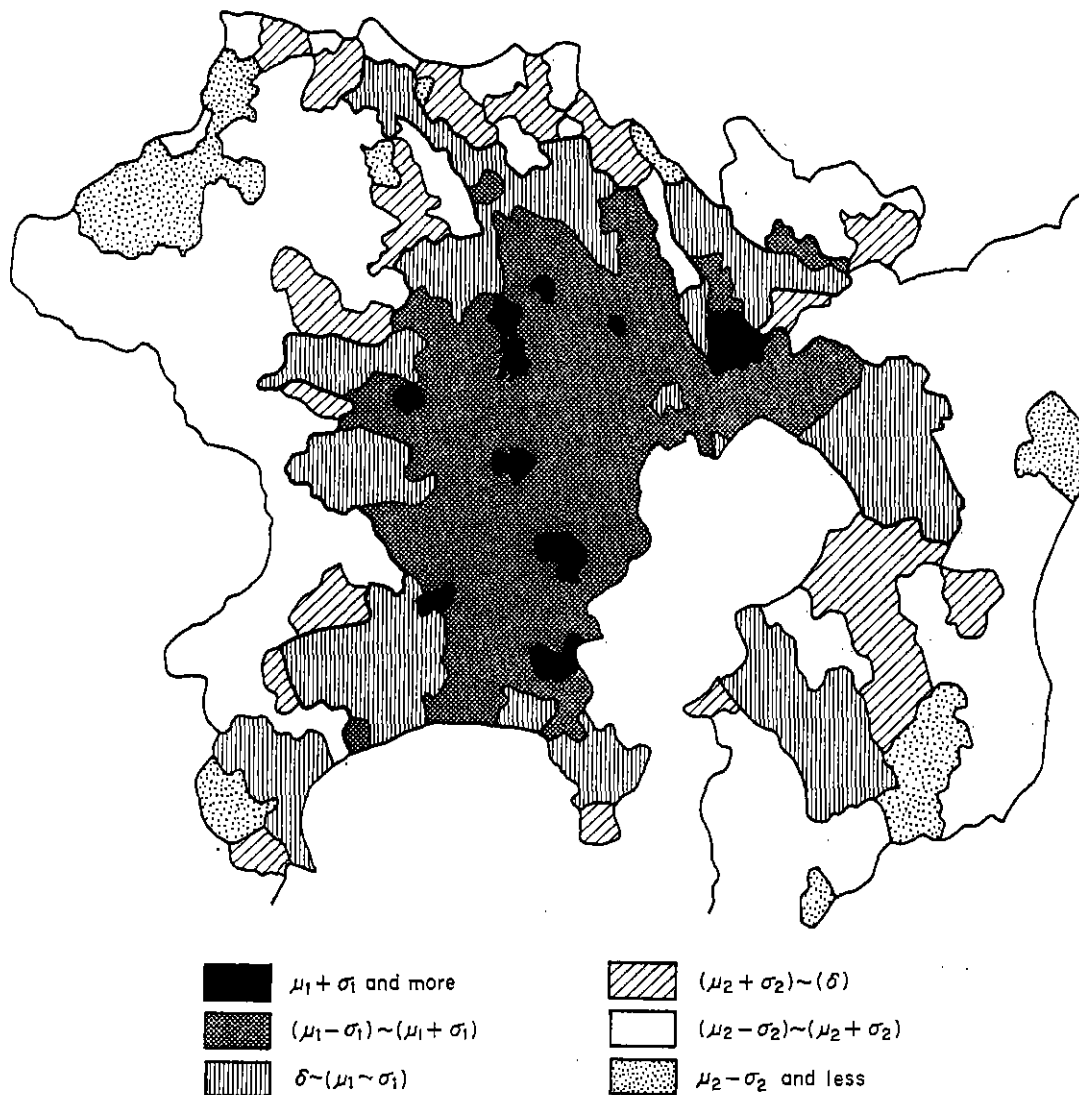 μ₁ + σ₁ and more
(μ₁ − σ₁) ~ (μ₁ + σ₁)
δ ~ (μ₁ ~ σ₁)
(μ₂ + σ₂) ~ (δ)
(μ₂ − σ₂) ~ (μ₂ + σ₂)
μ₂ − σ₂ and less